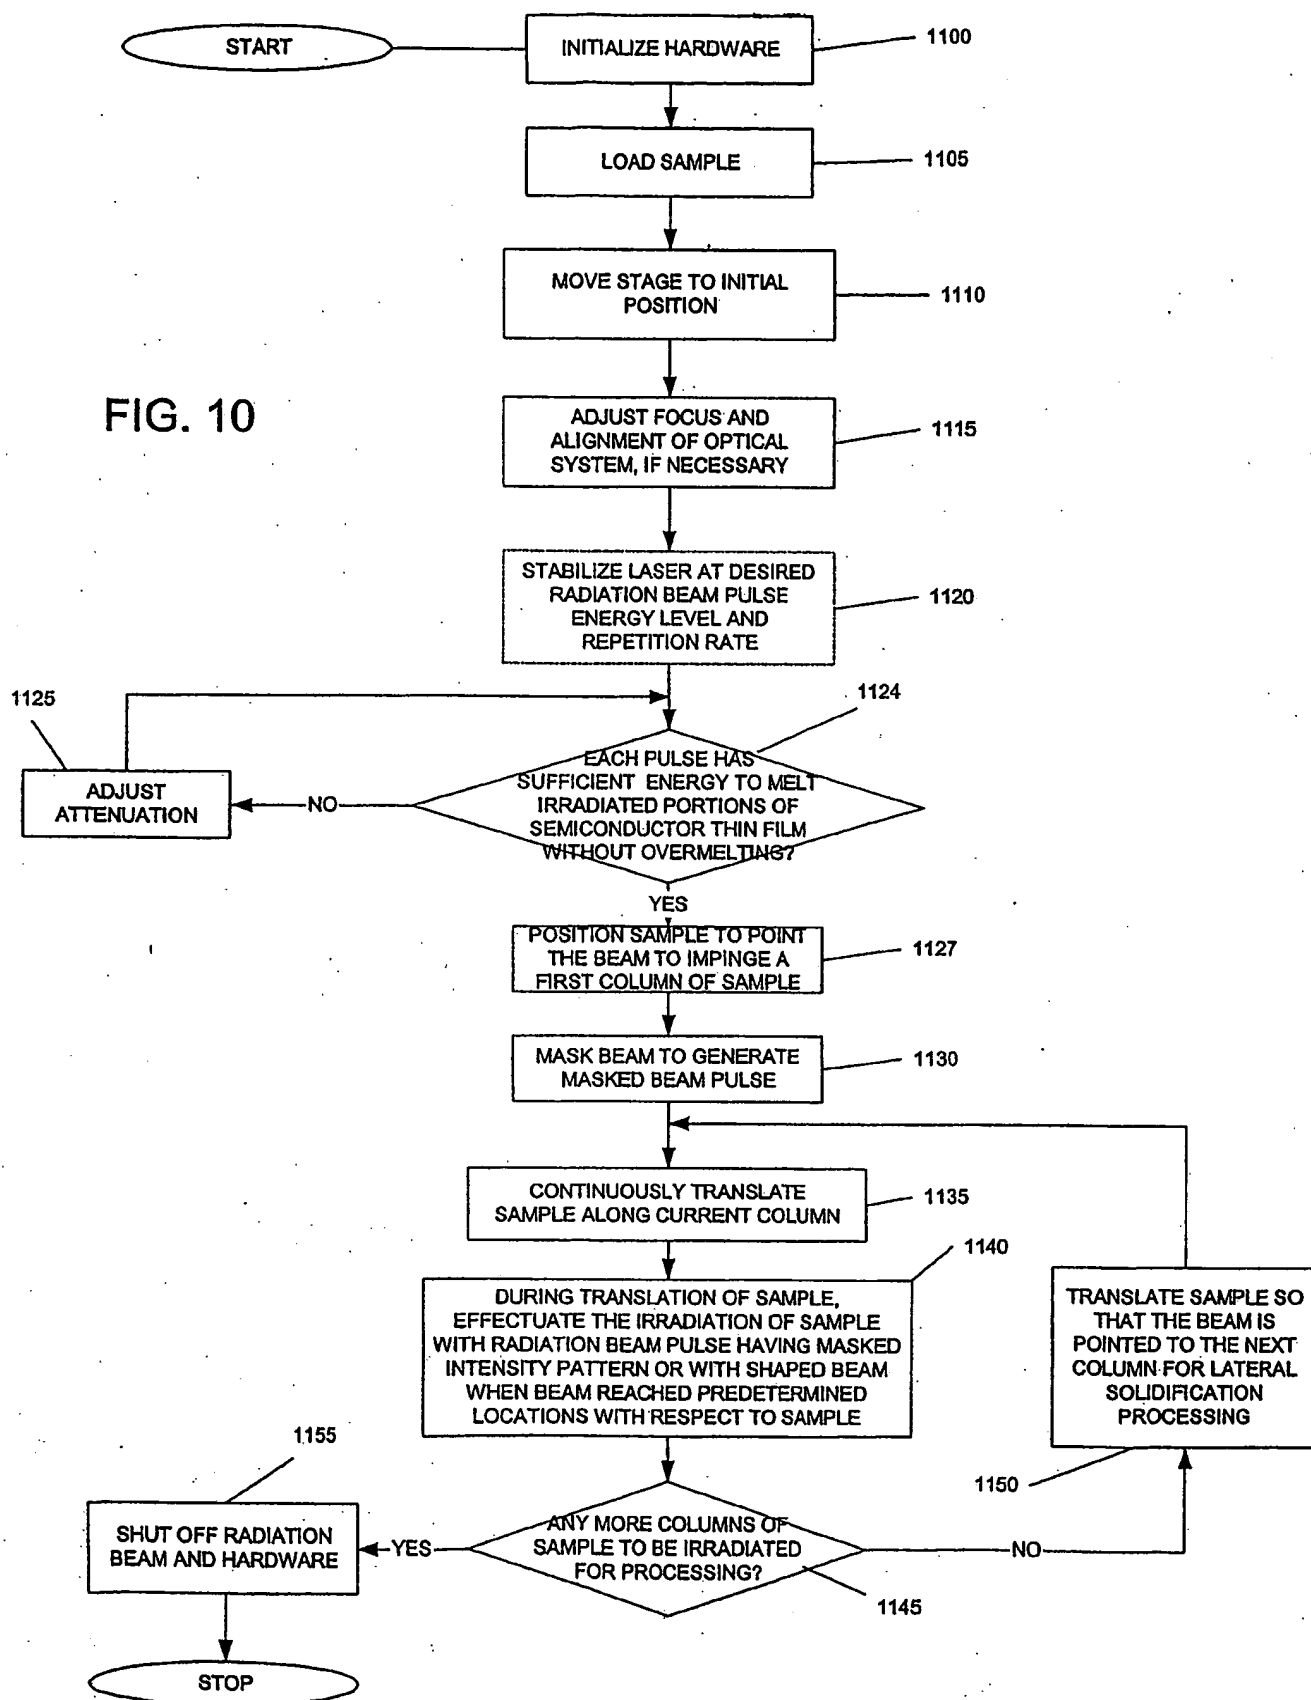 START
INITIALIZE HARDWARE
1100
LOAD SAMPLE
1105
MOVE STAGE TO INITIAL
POSITION
1110
FIG. 10
ADJUST FOCUS AND
ALIGNMENT OF OPTICAL
SYSTEM, IF NECESSARY
1115
STABILIZE LASER AT DESIRED
RADIATION BEAM PULSE
ENERGY LEVEL AND
REPETITION RATE
1120
1125
1124
ADJUST
ATTENUATION
NO
EACH PULSE HAS
SUFFICIENT ENERGY TO MELT
IRRADIATED PORTIONS OF
SEMICONDUCTOR THIN FILM
WITHOUT OVERMELTING?
YES
POSITION SAMPLE TO POINT
THE BEAM TO IMPINGE A
FIRST COLUMN OF SAMPLE
1127
MASK BEAM TO GENERATE
MASKED BEAM PULSE
1130
CONTINUOUSLY TRANSLATE
SAMPLE ALONG CURRENT COLUMN
1135
1140
DURING TRANSLATION OF SAMPLE,
EFFECTUATE THE IRRADIATION OF SAMPLE
WITH RADIATION BEAM PULSE HAVING MASKED
INTENSITY PATTERN OR WITH SHAPED BEAM
WHEN BEAM REACHED PREDETERMINED
LOCATIONS WITH RESPECT TO SAMPLE
TRANSLATE SAMPLE SO
THAT THE BEAM IS
POINTED TO THE NEXT
COLUMN FOR LATERAL
SOLIDIFICATION
PROCESSING
1150
1155
SHUT OFF RADIATION
BEAM AND HARDWARE
YES
ANY MORE COLUMNS OF
SAMPLE TO BE IRRADIATED
FOR PROCESSING?
NO
1145
STOP